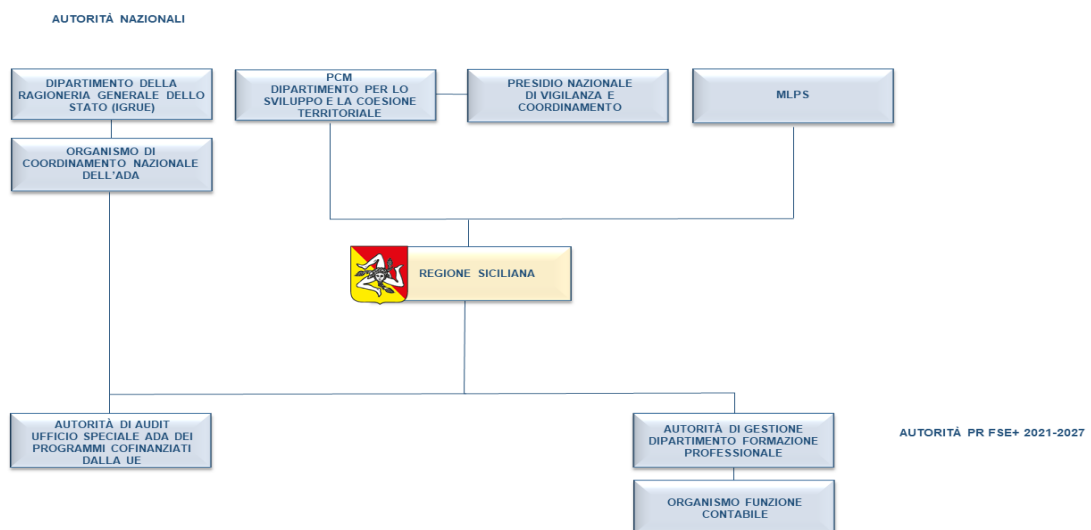 AUTORITÀ NAZIONALI
DIPARTIMENTO DELLA
RAGIONERIA GENERALE DELLO
STATO (IGRUE)
PCM
DIPARTIMENTO PER LO
SVILUPPO E LA COESIONE
TERRITORIALE
PRESIDIO NAZIONALE
DI VIGILANZA E
COORDINAMENTO
MLPS
ORGANISMO DI
COORDINAMENTO NAZIONALE
DELL'ADA
REGIONE SICILIANA
AUTORITÀ DI AUDIT
UFFICIO SPECIALE ADA DEI
PROGRAMMI COFINANZIATI
DALLA UE
AUTORITÀ DI GESTIONE
DIPARTIMENTO FORMAZIONE
PROFESSIONALE
AUTORITÀ PR FSE+ 2021-2027
ORGANISMO FUNZIONE
CONTABILE